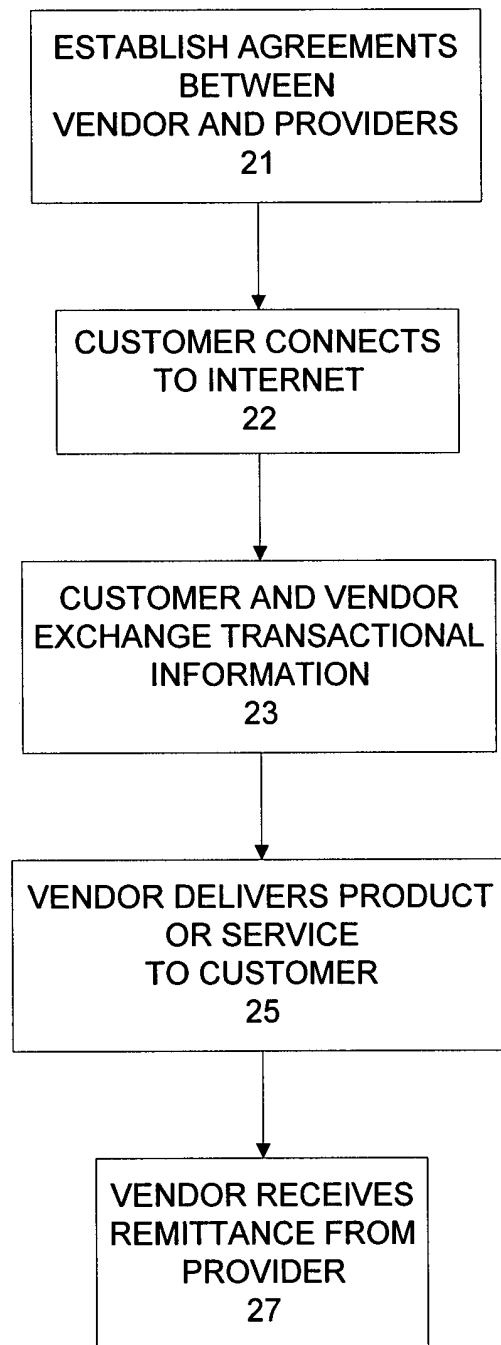 ESTABLISH AGREEMENTS
BETWEEN
VENDOR AND PROVIDERS
21
CUSTOMER CONNECTS
TO INTERNET
22
CUSTOMER AND VENDOR
EXCHANGE TRANSACTIONAL
INFORMATION
23
VENDOR DELIVERS PRODUCT
OR SERVICE
TO CUSTOMER
25
VENDOR RECEIVES
REMITTANCE FROM
PROVIDER
27